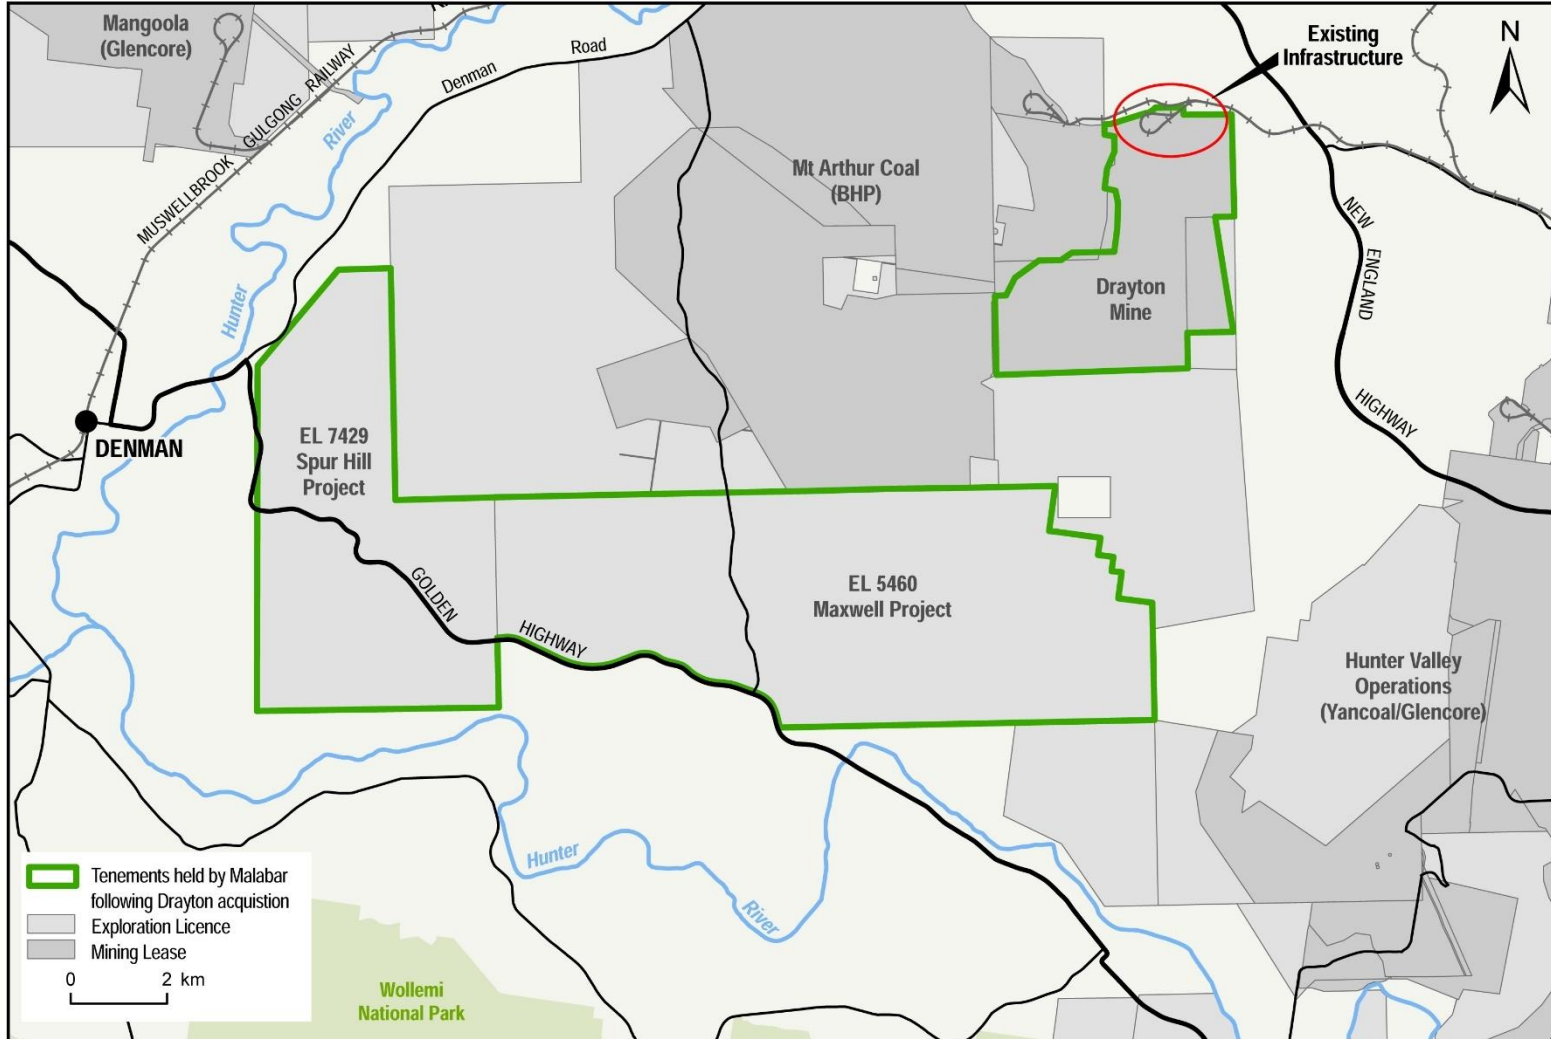 Mangoola
(Glencore)
MUSWELLBROOK GULGONG RAILWAY
River
Hunter
Denman Road
Existing
Infrastructure
N
Mt Arthur Coal
(BHP)
Drayton
Mine
NEW ENGLAND HIGHWAY
DENMAN
EL 7429
Spur Hill
Project
GOLDEN HIGHWAY
EL 5460
Maxwell Project
Hunter Valley
Operations
(Yancoal/Glencore)
Hunter
River
Tenements held by Malabar
following Drayton acquistion
Exploration Licence
Mining Lease
0 2 km
Wollemi
National Park